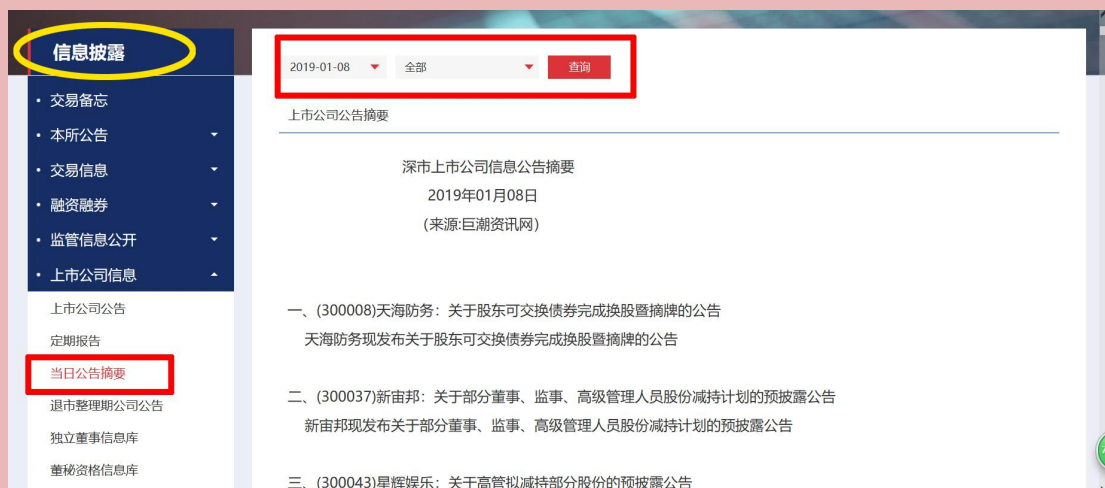 信息披露
• 交易备忘
• 本所公告
• 交易信息
• 融资融券
• 监管信息公开
• 上市公司信息
上市公司公告
定期报告
当日公告摘要
退市整理期公司公告
独立董事信息库
董秘资格信息库
2019-01-08 全部 查询
上市公司公告摘要
深市上市公司信息公告摘要
2019年01月08日
(来源:巨潮资讯网)
一、(300008)天海防务：关于股东可交换债券完成换股暨摘牌的公告
天海防务现发布关于股东可交换债券完成换股暨摘牌的公告
二、(300037)新宙邦：关于部分董事、监事、高级管理人员股份减持计划的预披露公告
新宙邦现发布关于部分董事、监事、高级管理人员股份减持计划的预披露公告
三、(300043)星辉娱乐：关于高管拟减持部分股份的预披露公告